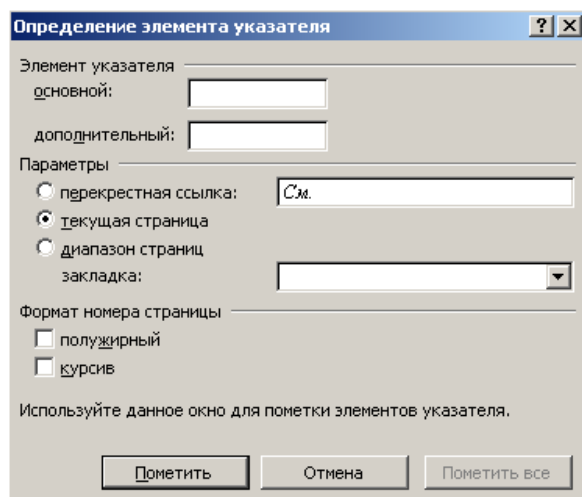 Определение элемента указателя
Элемент указателя
основной:
дополнительный:
Параметры
перекрестная ссылка: См.
текущая страница
диапазон страниц
закладка:
Формат номера страницы
полужирный
курсив
Используйте данное окно для пометки элементов указателя.
Пометить Отмена Пометить все